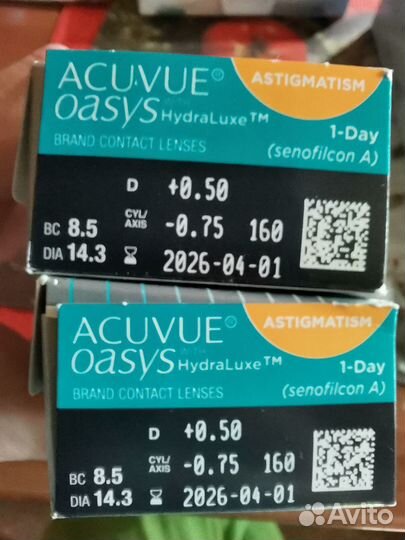 ACUVUE® ASTIGMATISM
OASYS WITH HydraLuxe™ 1-Day
BRAND CONTACT LENSES (senofilcon A)
D +0.50
BC 8.5 CYL/AXIS -0.75 160
DIA 14.3 2026-04-01
ACUVUE® ASTIGMATISM
OASYS WITH HydraLuxe™ 1-Day
BRAND CONTACT LENSES (senofilcon A)
D +0.50
BC 8.5 CYL/AXIS -0.75 160
DIA 14.3 2026-04-01
Avito